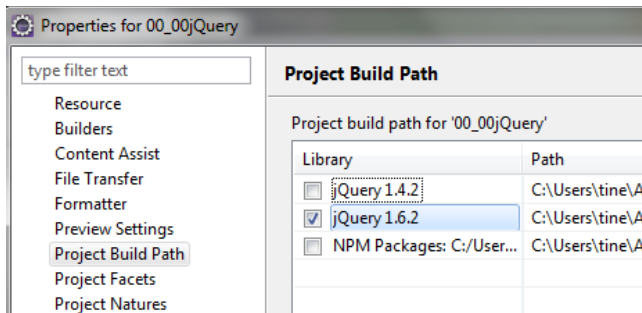 Properties for 00_00jQuery
type filter text
Resource
Builders
Content Assist
File Transfer
Formatter
Preview Settings
Project Build Path
Project Facets
Project Natures
Project Build Path
Project build path for '00_00jQuery'
Library Path
jQuery 1.4.2 C:\Users\tine\A
jQuery 1.6.2 C:\Users\tine\A
NPM Packages: C:/User... C:\Users\tine\A